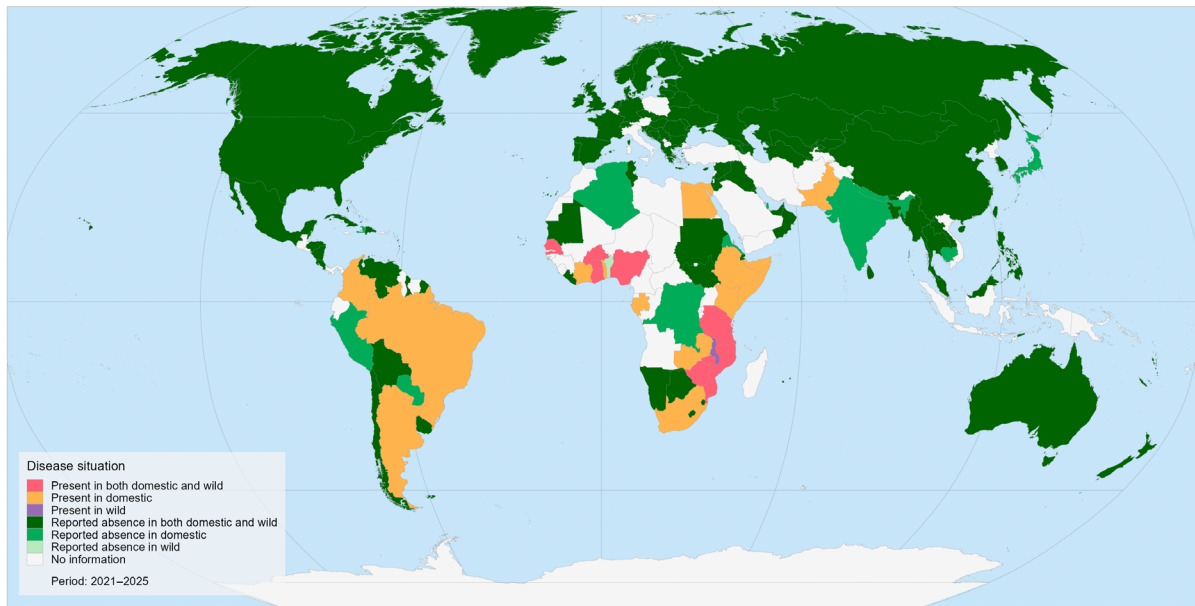 Disease situation
Present in both domestic and wild
Present in domestic
Present in wild
Reported absence in both domestic and wild
Reported absence in domestic
Reported absence in wild
No information
Period: 2021–2025